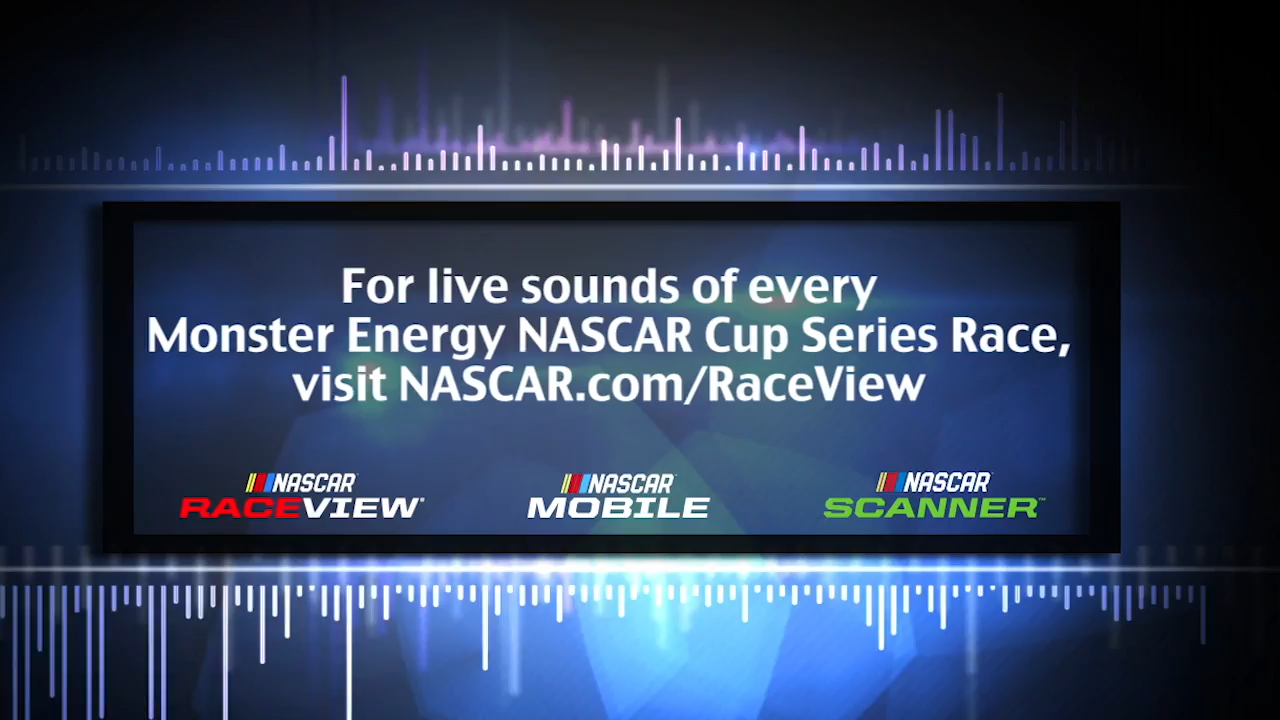 For live sounds of every
Monster Energy NASCAR Cup Series Race,
visit NASCAR.com/RaceView
NASCAR
RACEVIEW®
NASCAR
MOBILE
NASCAR
SCANNER™